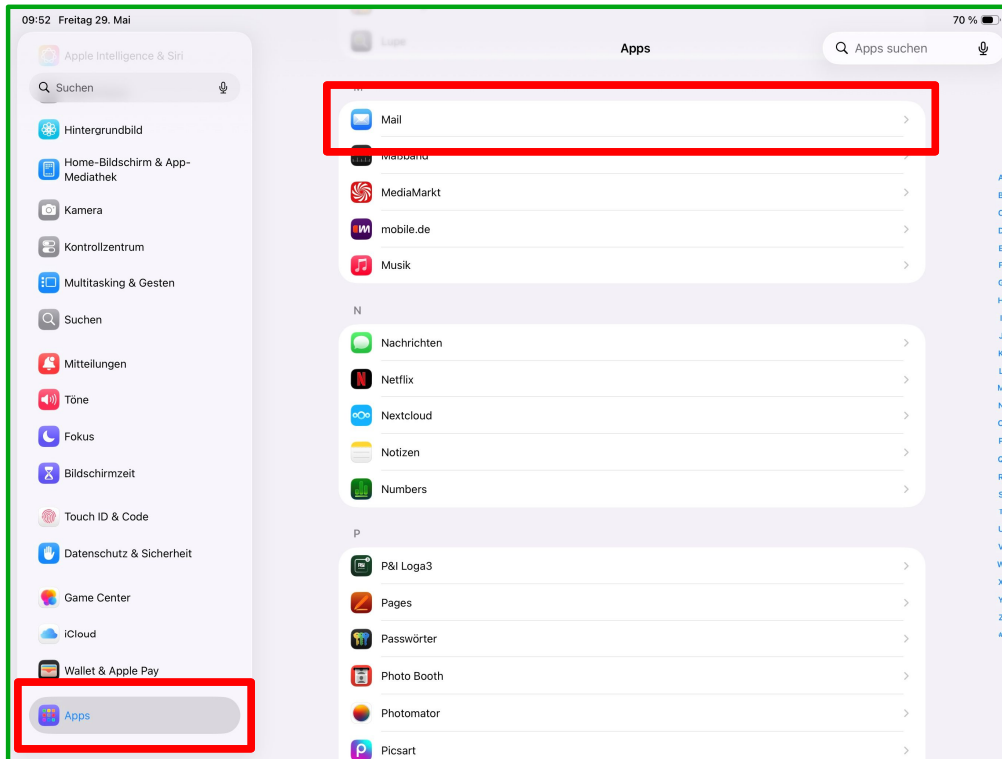 09:52 Freitag 29. Mai
70 %
Apple Intelligence & Siri
Suchen
Hintergrundbild
Home-Bildschirm & App-
Mediathek
Kamera
Kontrollzentrum
Multitasking & Gesten
Suchen
Mitteilungen
Töne
Fokus
Bildschirmzeit
Touch ID & Code
Datenschutz & Sicherheit
Game Center
iCloud
Wallet & Apple Pay
Apps
Lupe
Apps
Apps suchen
M
Mail
Maßband
MediaMarkt
mobile.de
Musik
N
Nachrichten
Netflix
Nextcloud
Notizen
Numbers
P
P&I Loga3
Pages
Passwörter
Photo Booth
Photomator
Picsart
A
B
C
D
E
F
G
H
I
J
K
L
M
N
O
P
Q
R
S
T
U
V
W
X
Y
Z
#